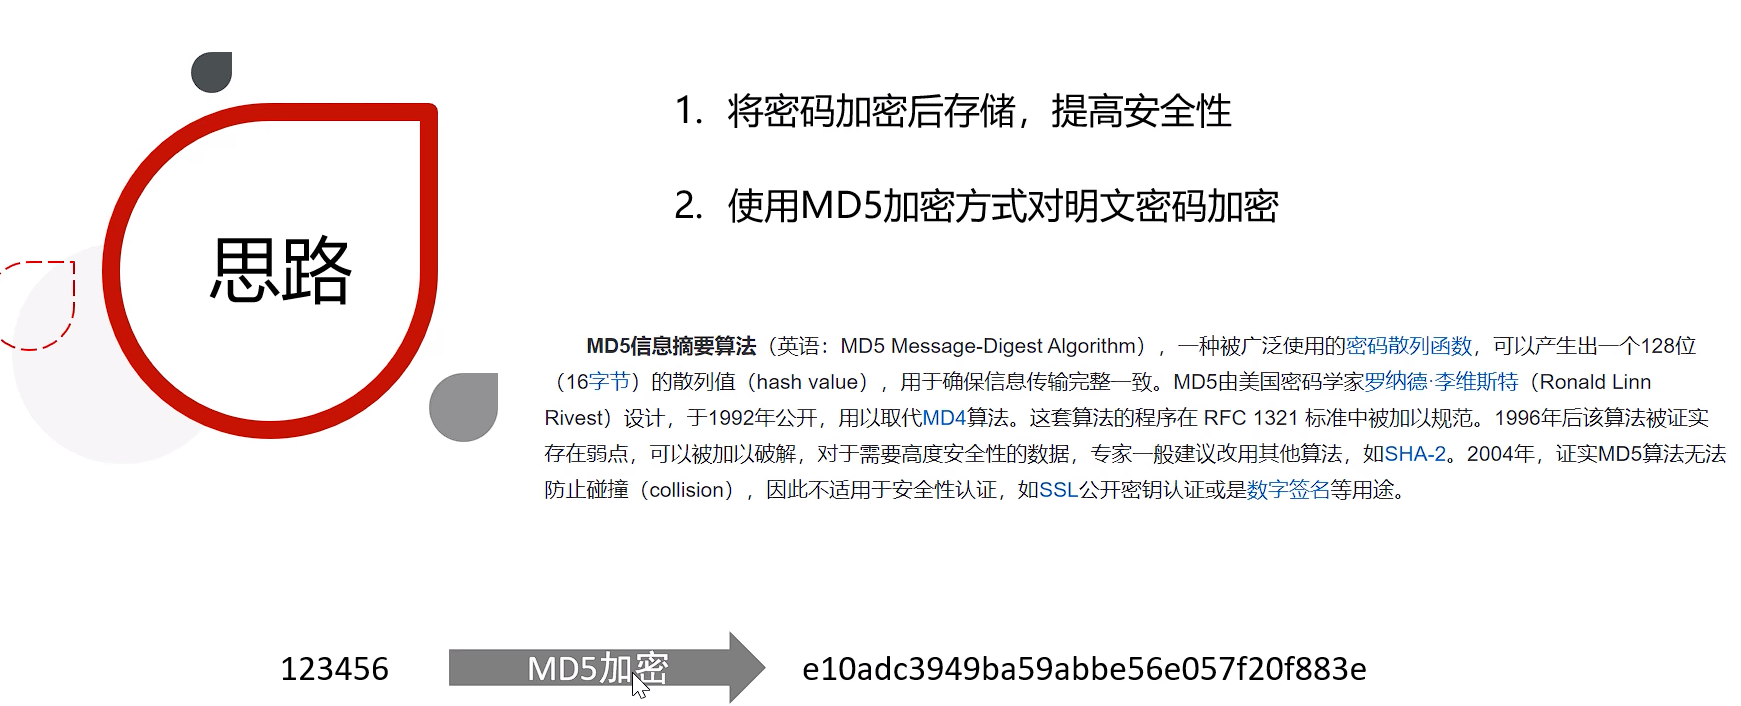 思路
1. 将密码加密后存储，提高安全性
2. 使用MD5加密方式对明文密码加密
MD5信息摘要算法（英语：MD5 Message-Digest Algorithm），一种被广泛使用的密码散列函数，可以产生出一个128位
（16字节）的散列值（hash value），用于确保信息传输完整一致。MD5由美国密码学家罗纳德·李维斯特（Ronald Linn
Rivest）设计，于1992年公开，用以取代MD4算法。这套算法的程序在 RFC 1321 标准中被加以规范。1996年后该算法被证实
存在弱点，可以被加以破解，对于需要高度安全性的数据，专家一般建议改用其他算法，如SHA-2。2004年，证实MD5算法无法
防止碰撞（collision），因此不适用于安全性认证，如SSL公开密钥认证或是数字签名等用途。
123456
MD5加密
e10adc3949ba59abbe56e057f20f883e